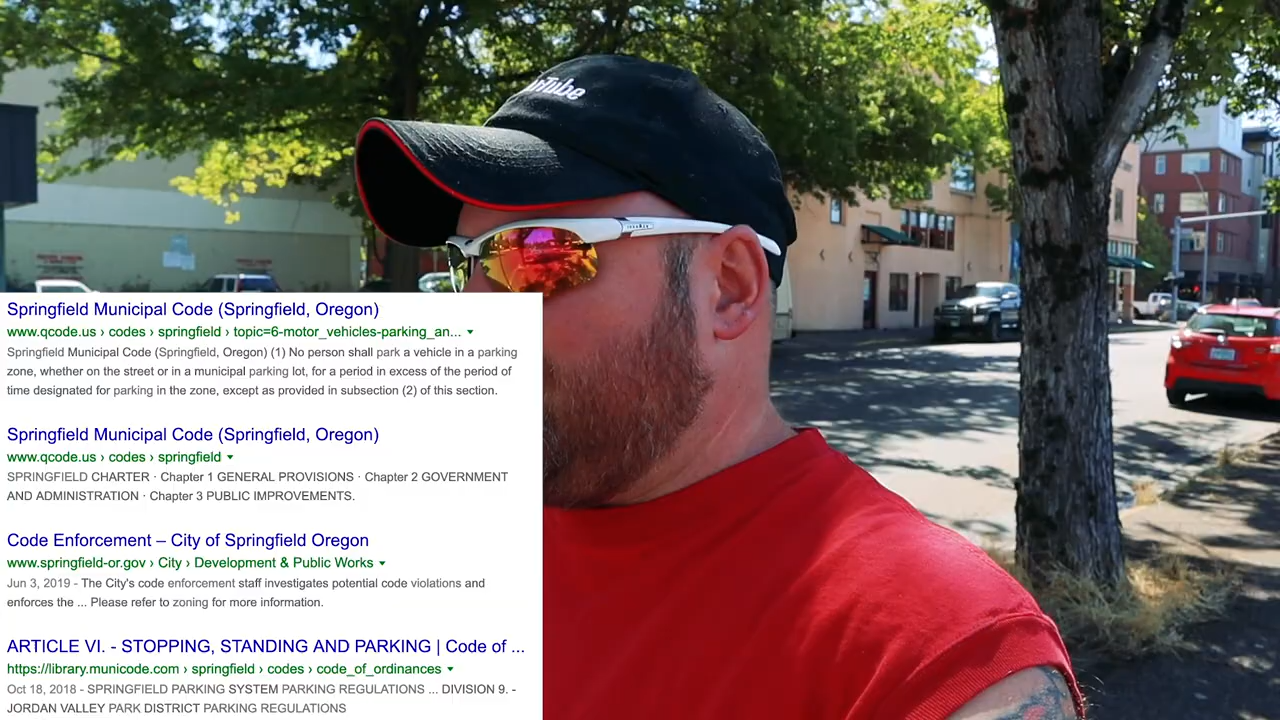 Tube
Springfield Municipal Code (Springfield, Oregon)
www.qcode.us › codes › springfield › topic=6-motor_vehicles-parking_an...
Springfield Municipal Code (Springfield, Oregon) (1) No person shall park a vehicle in a parking
zone, whether on the street or in a municipal parking lot, for a period in excess of the period of
time designated for parking in the zone, except as provided in subsection (2) of this section.
Springfield Municipal Code (Springfield, Oregon)
www.qcode.us › codes › springfield
SPRINGFIELD CHARTER · Chapter 1 GENERAL PROVISIONS · Chapter 2 GOVERNMENT
AND ADMINISTRATION · Chapter 3 PUBLIC IMPROVEMENTS.
Code Enforcement – City of Springfield Oregon
www.springfield-or.gov › City › Development & Public Works
Jun 3, 2019 - The City's code enforcement staff investigates potential code violations and
enforces the ... Please refer to zoning for more information.
ARTICLE VI. - STOPPING, STANDING AND PARKING | Code of ...
https://library.municode.com › springfield › codes › code_of_ordinances
Oct 18, 2018 - SPRINGFIELD PARKING SYSTEM PARKING REGULATIONS ... DIVISION 9. -
JORDAN VALLEY PARK DISTRICT PARKING REGULATIONS